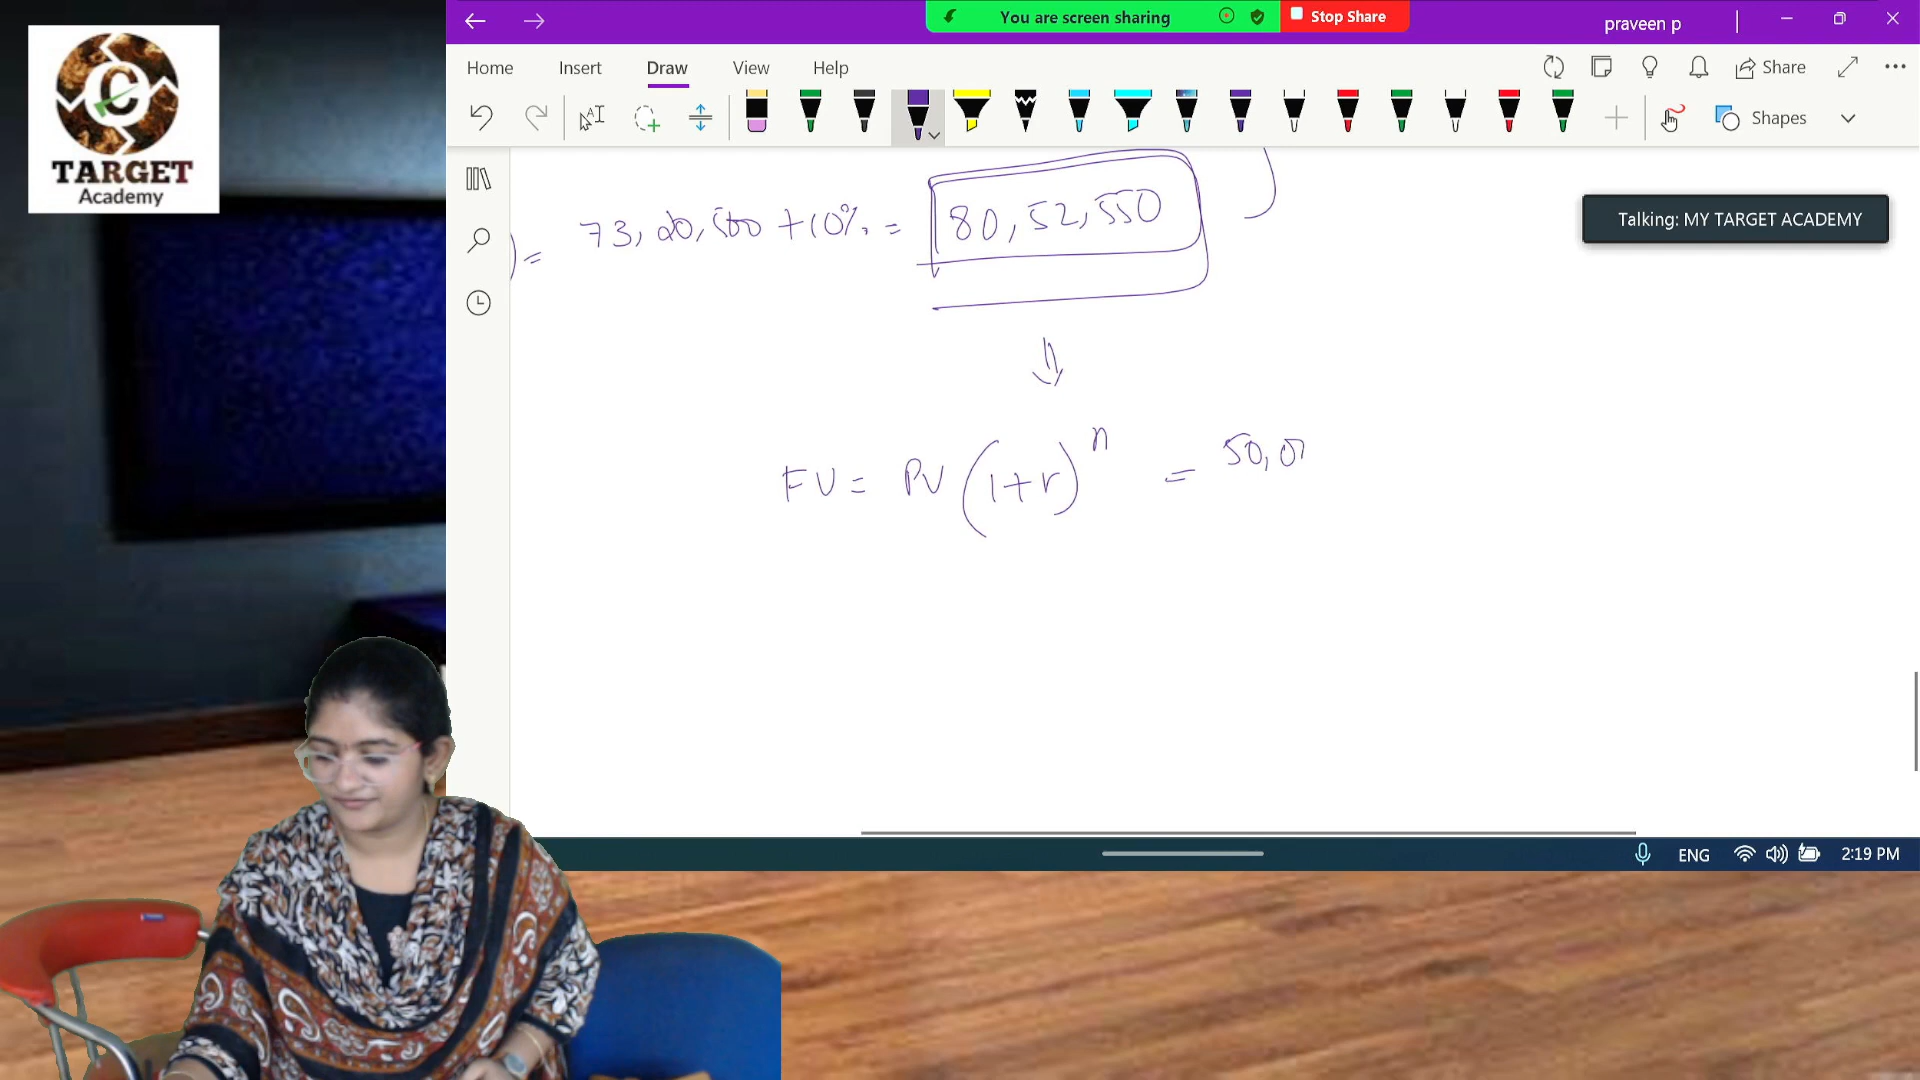 You are screen sharing
Stop Share
praveen p
Home Insert Draw View Help
Share
Shapes
TARGET
Academy
Talking: MY TARGET ACADEMY
) = 73, 20, 500 + 10% = 80, 52, 550
FV = PV (1+r)^n = 50, 0
ENG 2:19 PM